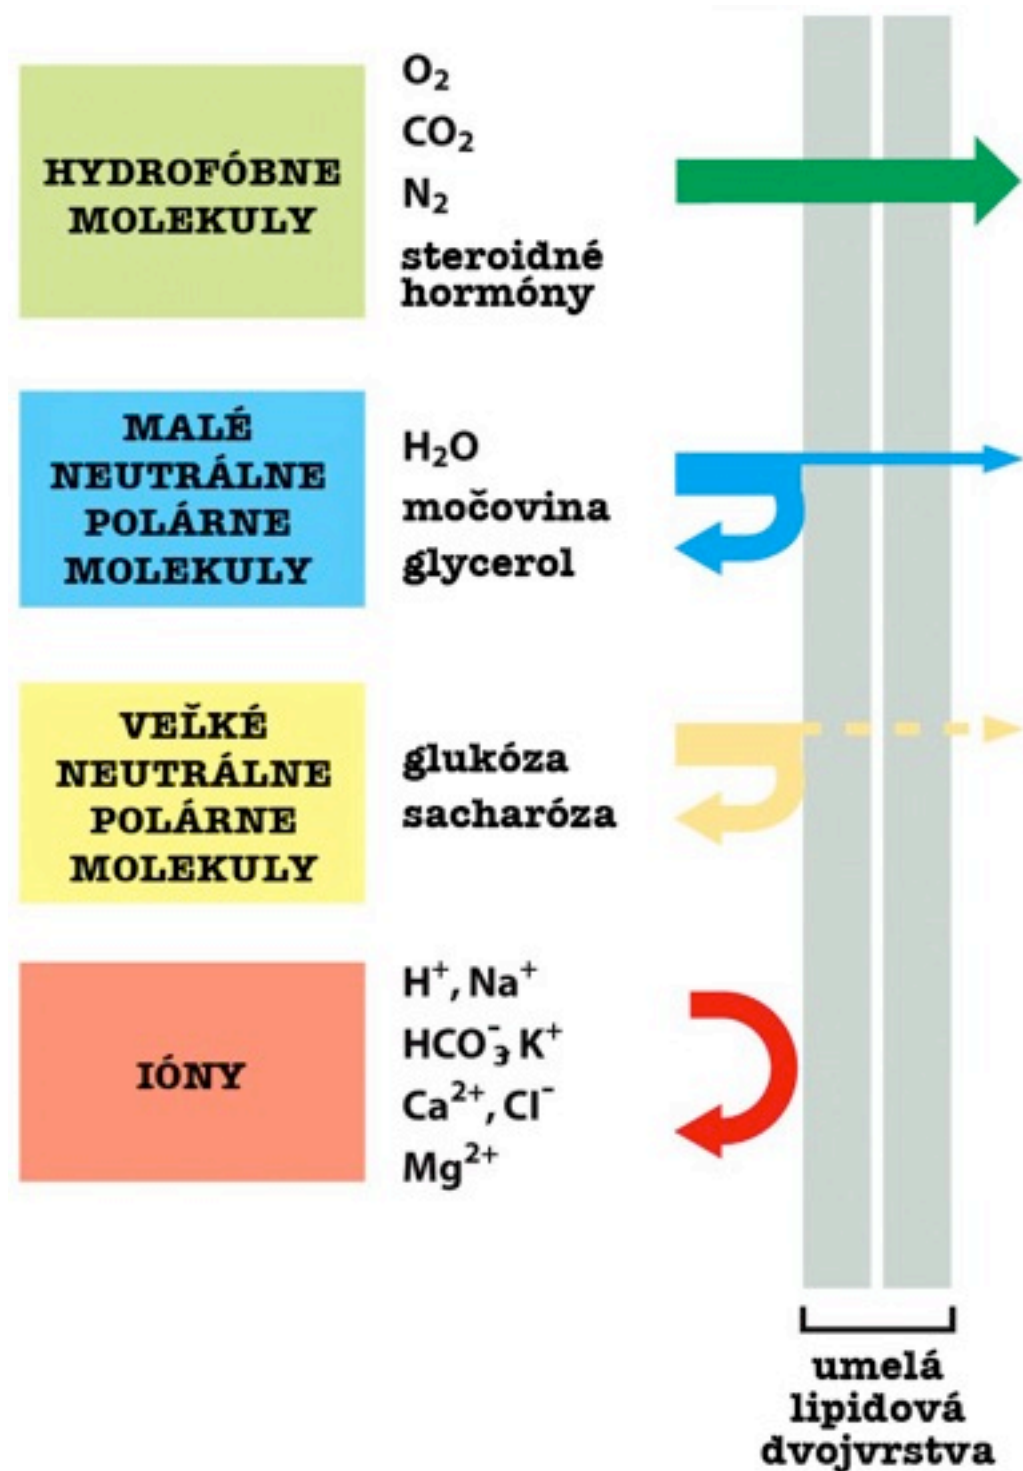 HYDROFÓBNE
MOLEKULY
O₂
CO₂
N₂
steroidné
hormóny
MALÉ
NEUTRÁLNE
POLÁRNE
MOLEKULY
H₂O
močovina
glycerol
VEĽKÉ
NEUTRÁLNE
POLÁRNE
MOLEKULY
glukóza
sacharóza
IÓNY
H⁺, Na⁺
HCO₃⁻, K⁺
Ca²⁺, Cl⁻
Mg²⁺
umelá
lipidová
dvojvrstva